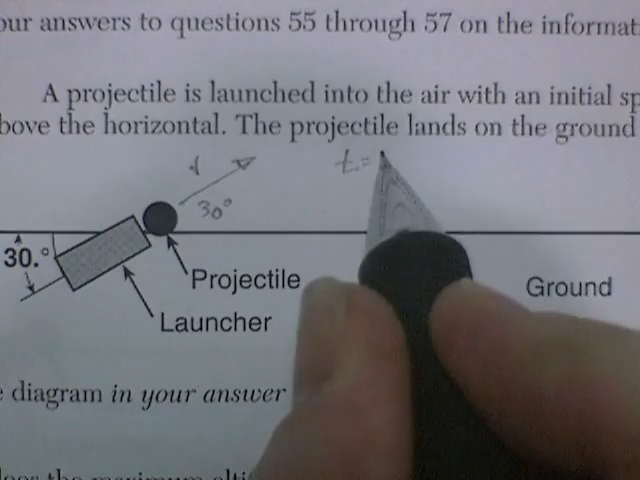 our answers to questions 55 through 57 on the informat
A projectile is launched into the air with an initial sp
bove the horizontal. The projectile lands on the ground
t=
30°
30.°
Projectile
Ground
Launcher
e diagram in your answer